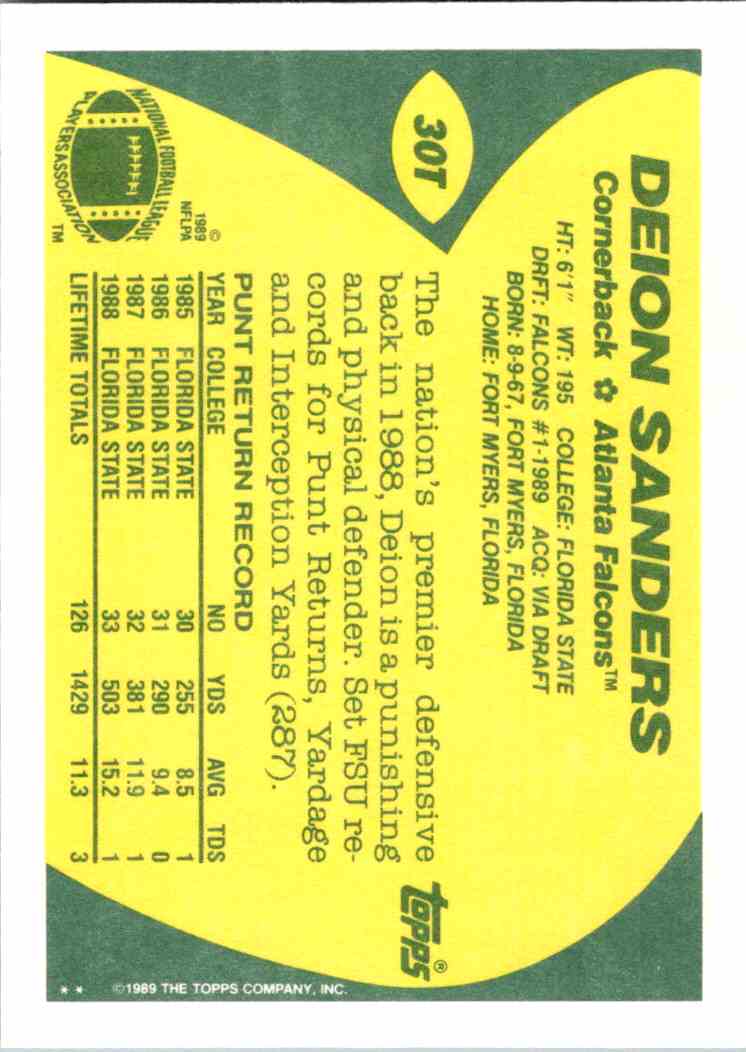 30T
DEION SANDERS
Cornerback ✿ Atlanta Falcons™
HT: 6'1" WT: 195 COLLEGE: FLORIDA STATE
DRFT: FALCONS #1-1989 ACQ: VIA DRAFT
BORN: 8-9-67, FORT MYERS, FLORIDA
HOME: FORT MYERS, FLORIDA
The nation's premier defensive
back in 1988, Deion is a punishing
and physical defender. Set FSU re-
cords for Punt Returns, Yardage
and Interception Yards (287).
topps®
NATIONAL FOOTBALL LEAGUE
PLAYERS ASSOCIATION
TM
©
1989
NFLPA
PUNT RETURN RECORD
YEAR COLLEGE NO YDS AVG TDS
1985 FLORIDA STATE 30 255 8.5 1
1986 FLORIDA STATE 31 290 9.4 0
1987 FLORIDA STATE 32 381 11.9 1
1988 FLORIDA STATE 33 503 15.2 1
LIFETIME TOTALS 126 1429 11.3 3
** ©1989 THE TOPPS COMPANY, INC.